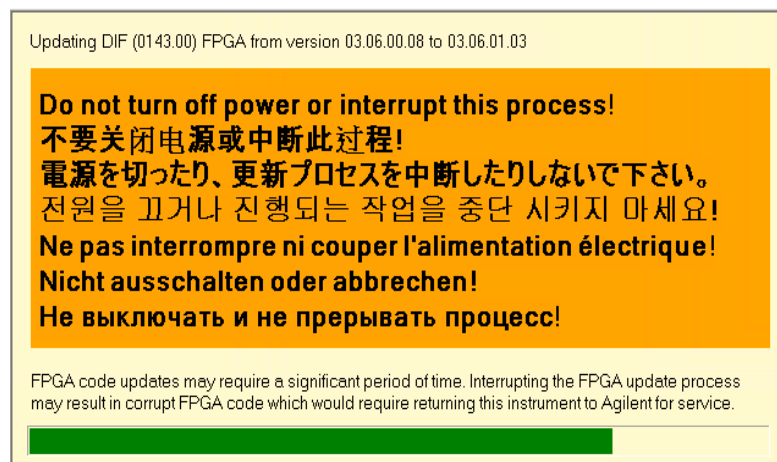 Updating DIF (0143.00) FPGA from version 03.06.00.08 to 03.06.01.03
Do not turn off power or interrupt this process!
不要关闭电源或中断此过程!
電源を切ったり、更新プロセスを中断したりしないで下さい。
전원을 끄거나 진행되는 작업을 중단 시키지 마세요!
Ne pas interrompre ni couper l'alimentation électrique!
Nicht ausschalten oder abbrechen!
Не выключать и не прерывать процесс!
FPGA code updates may require a significant period of time. Interrupting the FPGA update process
may result in corrupt FPGA code which would require returning this instrument to Agilent for service.